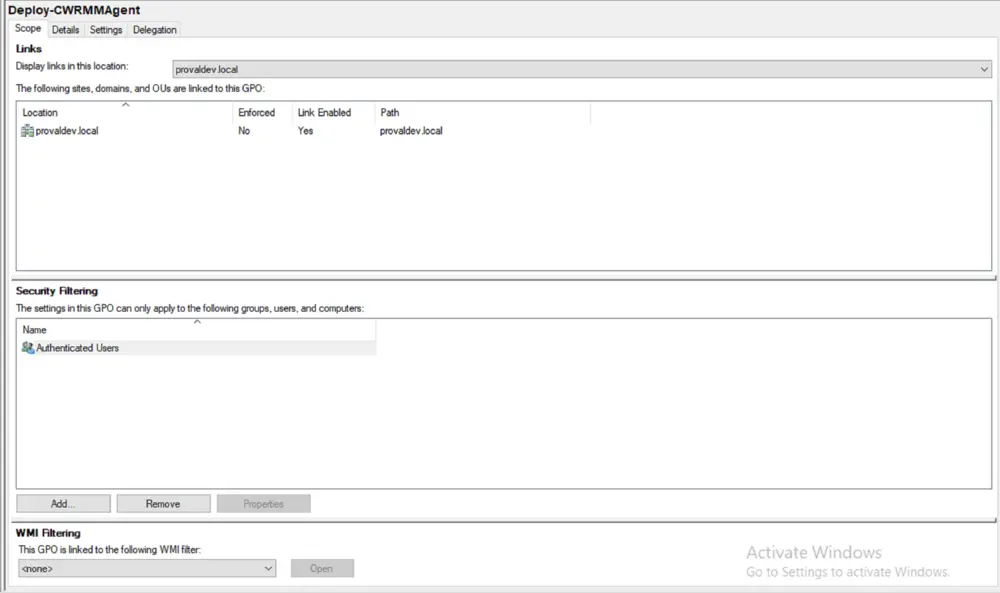 Deploy-CWRMMAgent
Scope Details Settings Delegation
Links
Display links in this location: provaldev.local
The following sites, domains, and OUs are linked to this GPO:
Location Enforced Link Enabled Path
provaldev.local No Yes provaldev.local
Security Filtering
The settings in this GPO can only apply to the following groups, users, and computers:
Name
Authenticated Users
Add... Remove Properties
WMI Filtering
This GPO is linked to the following WMI filter:
<none> Open
Activate Windows
Go to Settings to activate Windows.